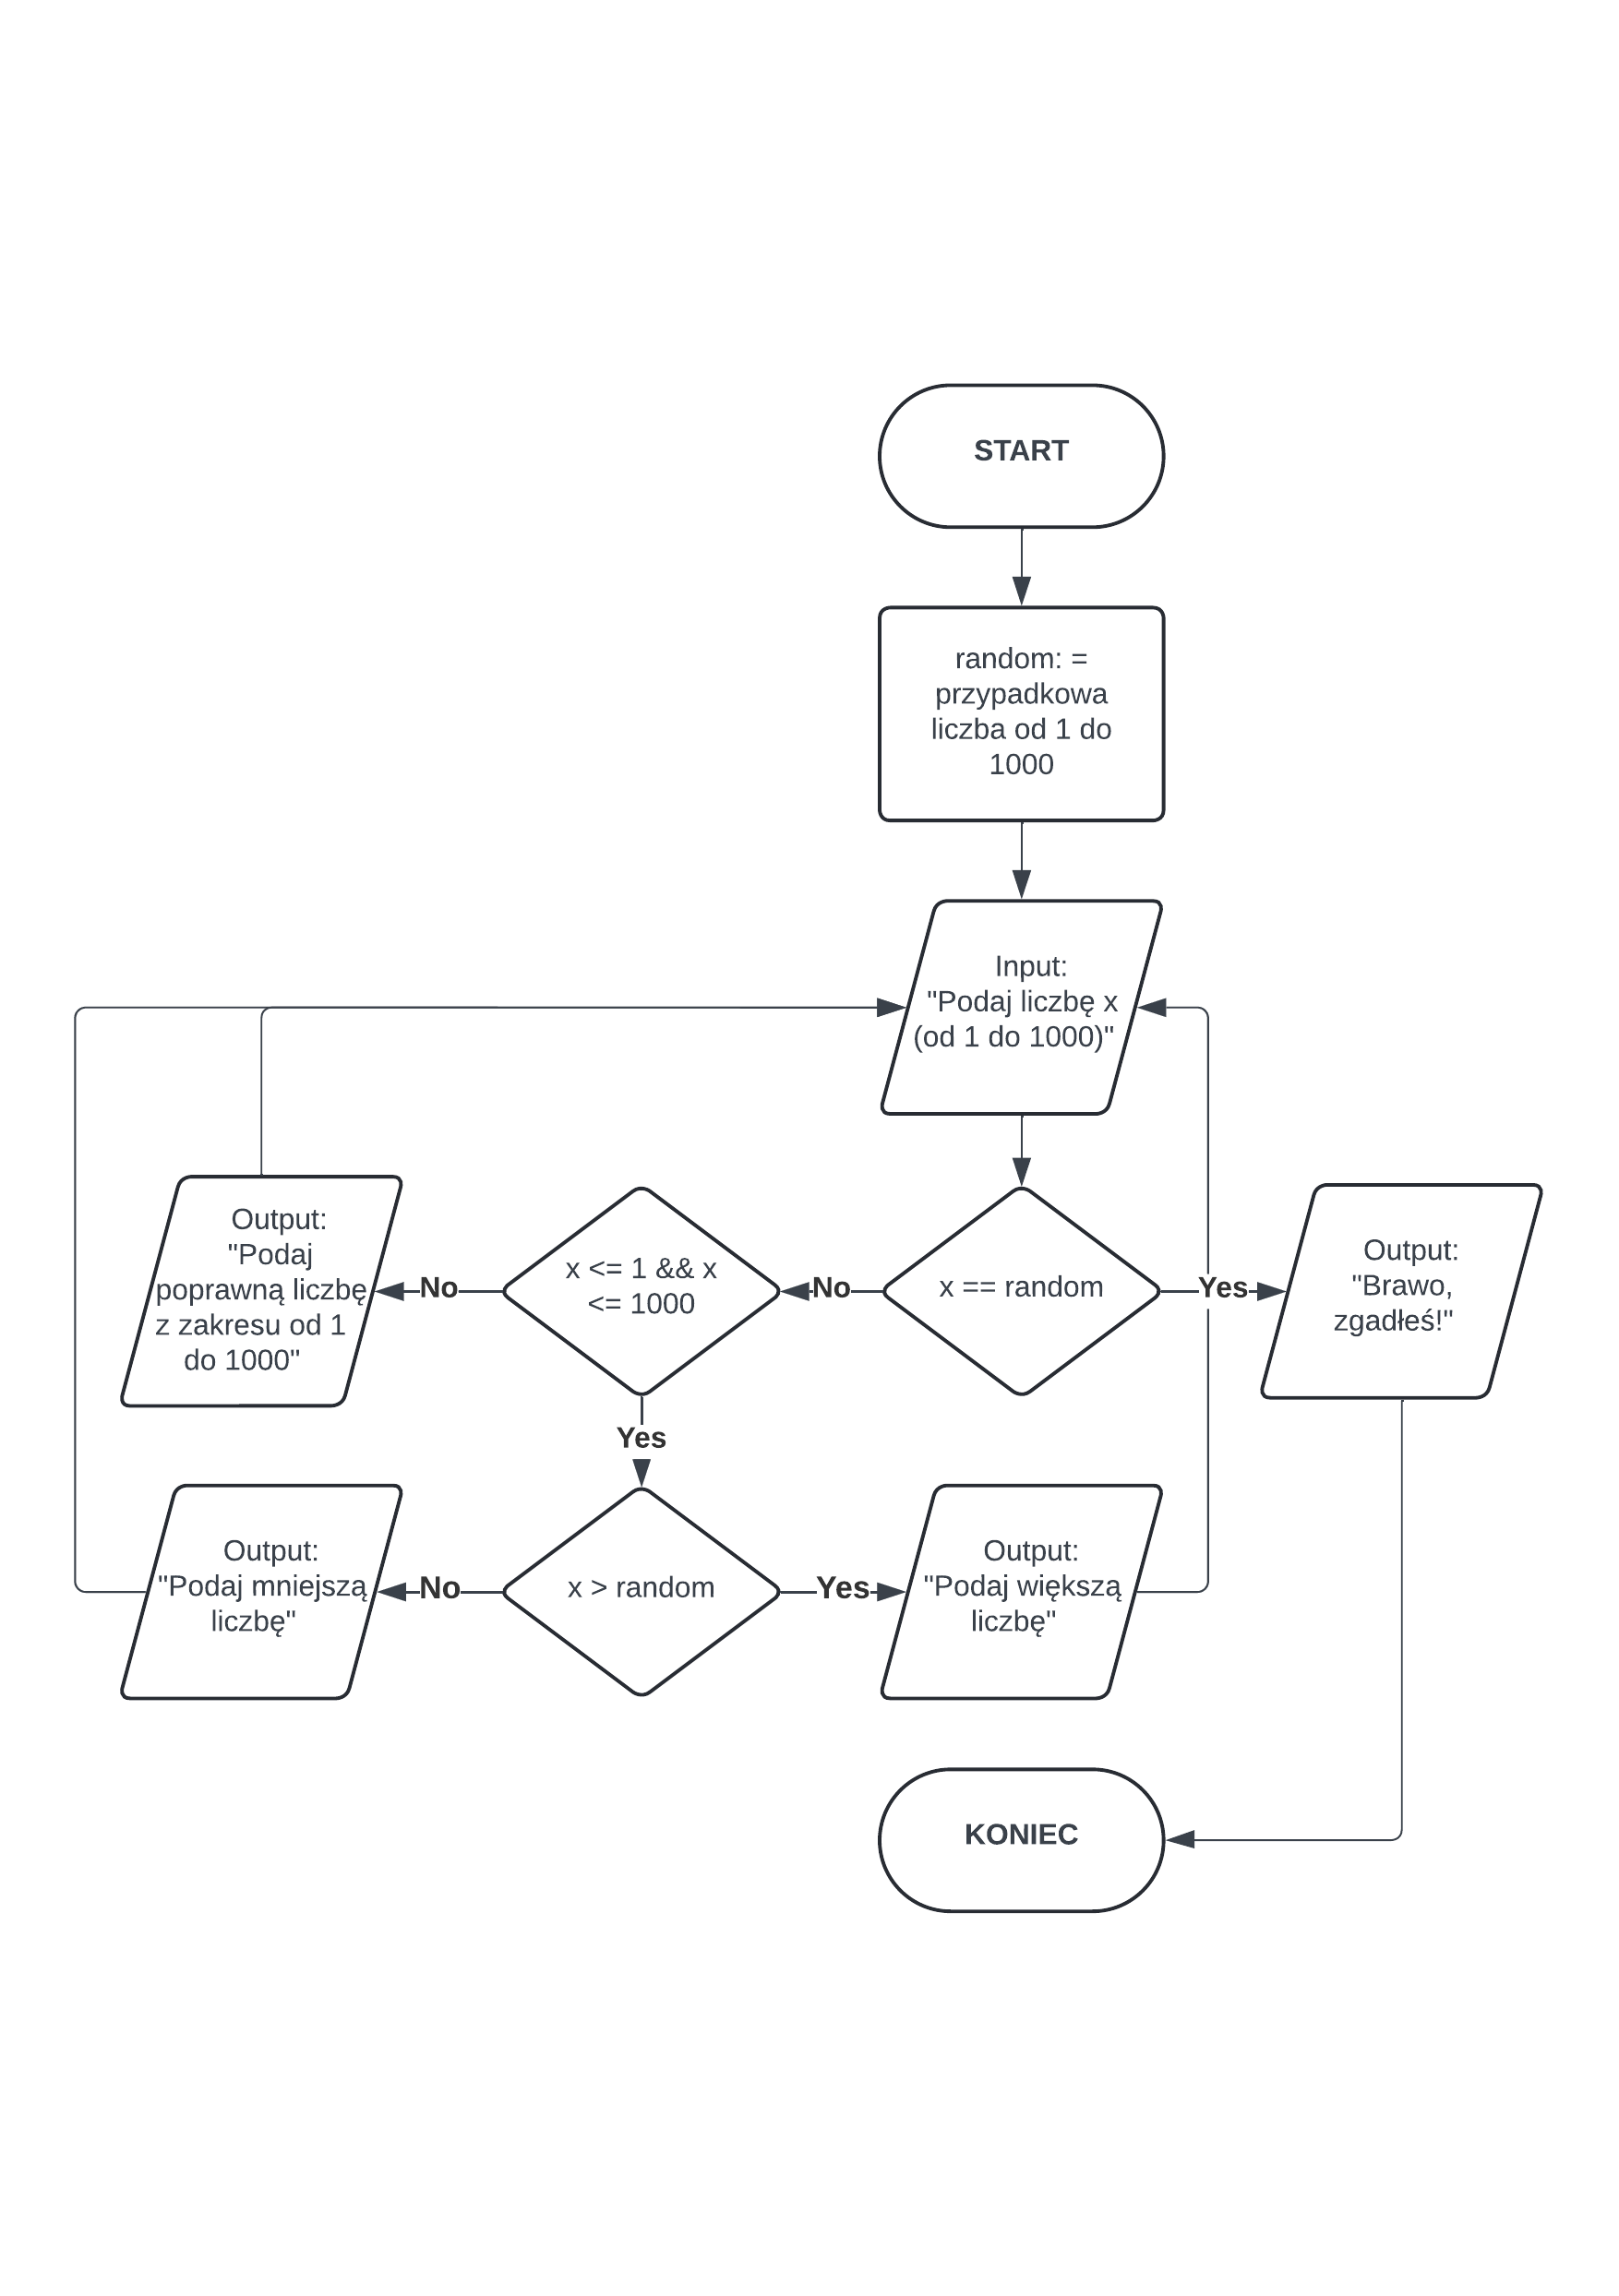 START
random: =
przypadkowa
liczba od 1 do
1000
Input:
"Podaj liczbę x
(od 1 do 1000)"
Output:
"Podaj
poprawną liczbę
z zakresu od 1
do 1000"
No
x <= 1 && x
<= 1000
No
x == random
Yes
Output:
"Brawo,
zgadłeś!"
Yes
Output:
"Podaj mniejszą
liczbę"
No
x > random
Yes
Output:
"Podaj większą
liczbę"
KONIEC